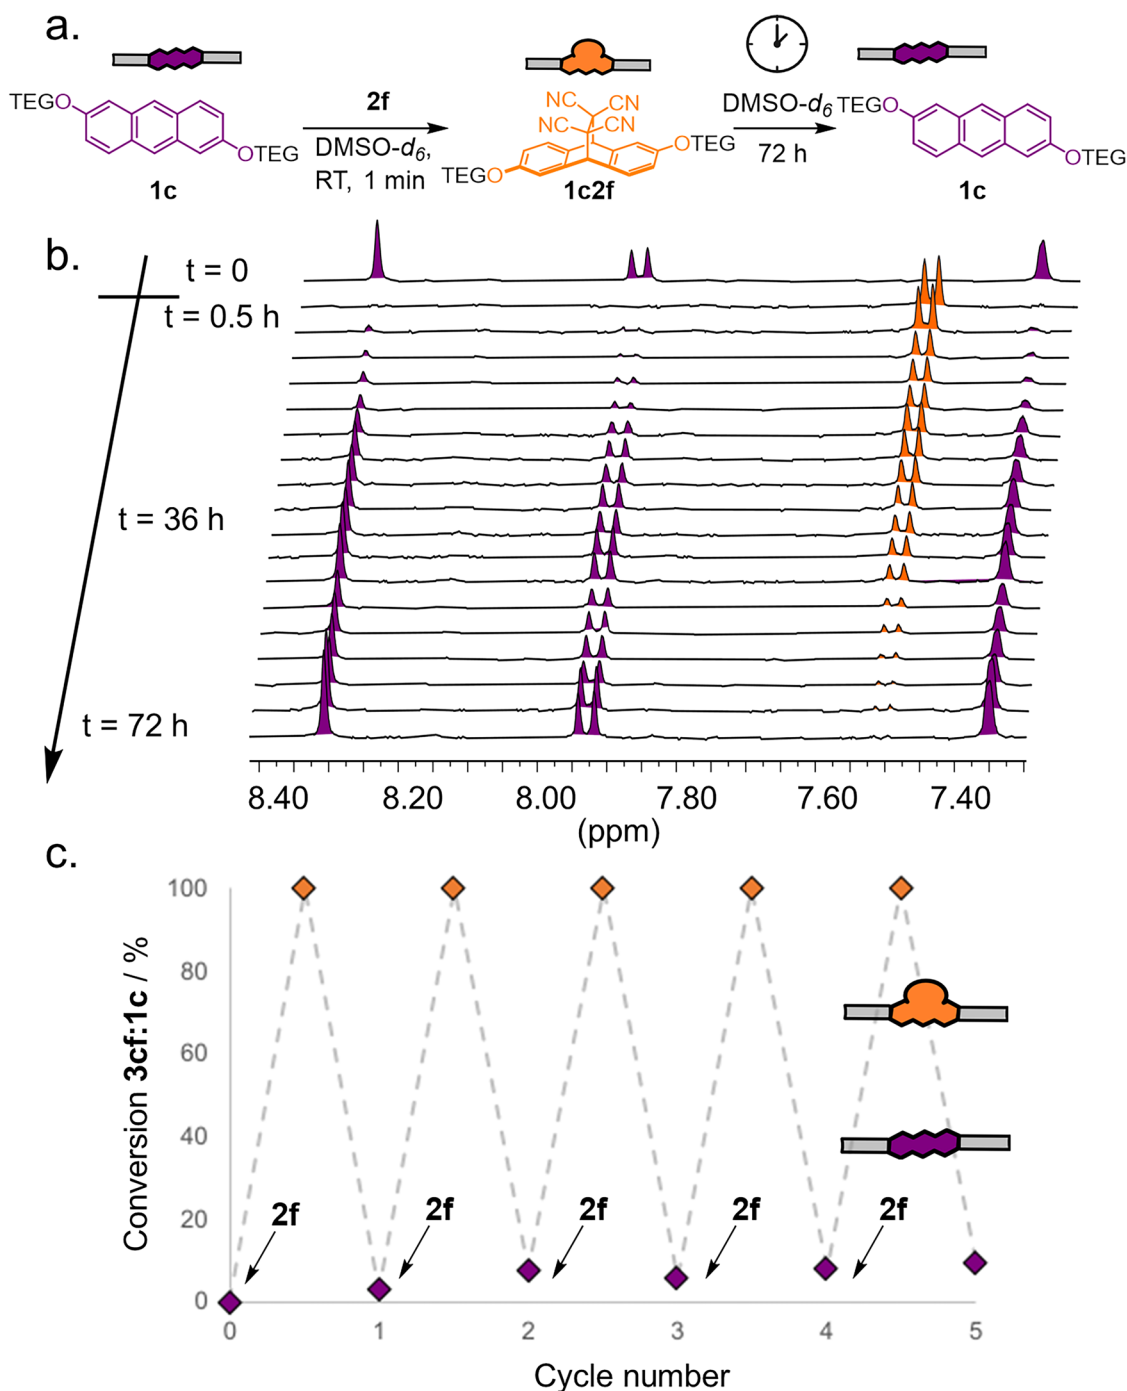 a.
TEGO
OTEG
1c
2f
DMSO-d6,
RT, 1 min
NC CN
NC CN
TEGO
OTEG
1c2f
DMSO-d6
72 h
TEGO
OTEG
1c
b.
t = 0
t = 0.5 h
t = 36 h
t = 72 h
8.40 8.20 8.00 7.80 7.60 7.40
(ppm)
c.
Conversion 3cf:1c / %
100
80
60
40
20
0
2f 2f 2f 2f 2f
0 1 2 3 4 5
Cycle number